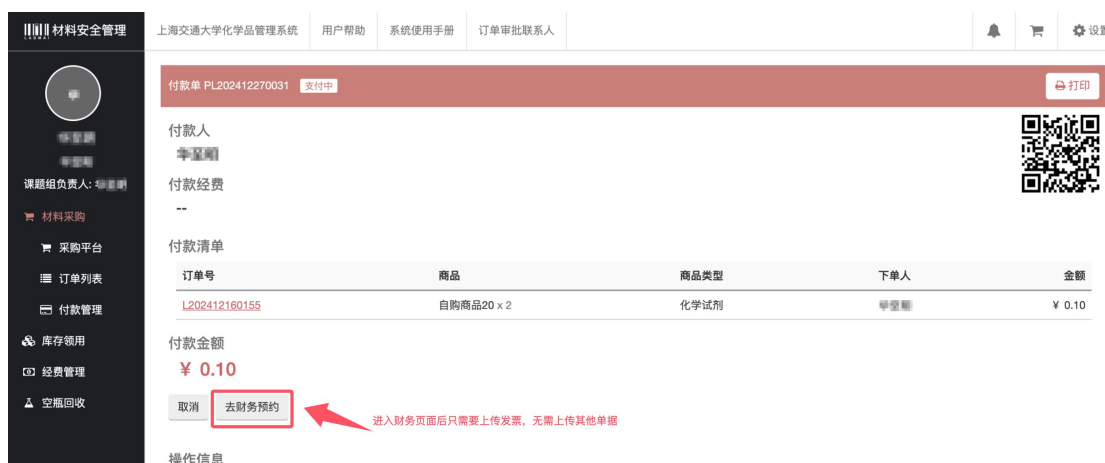 LABMAI 材料安全管理
上海交通大学化学品管理系统 用户帮助 系统使用手册 订单审批联系人 设置
付款单 PL202412270031 支付中 打印
付款人
付款经费
--
课题组负责人:
材料采购
采购平台
订单列表
付款管理
库存领用
经费管理
空瓶回收
付款清单
订单号 商品 商品类型 下单人 金额
L202412160155 自购商品20 x 2 化学试剂 ¥ 0.10
付款金额
¥ 0.10
取消 去财务预约
进入财务页面后只需要上传发票，无需上传其他单据
操作信息